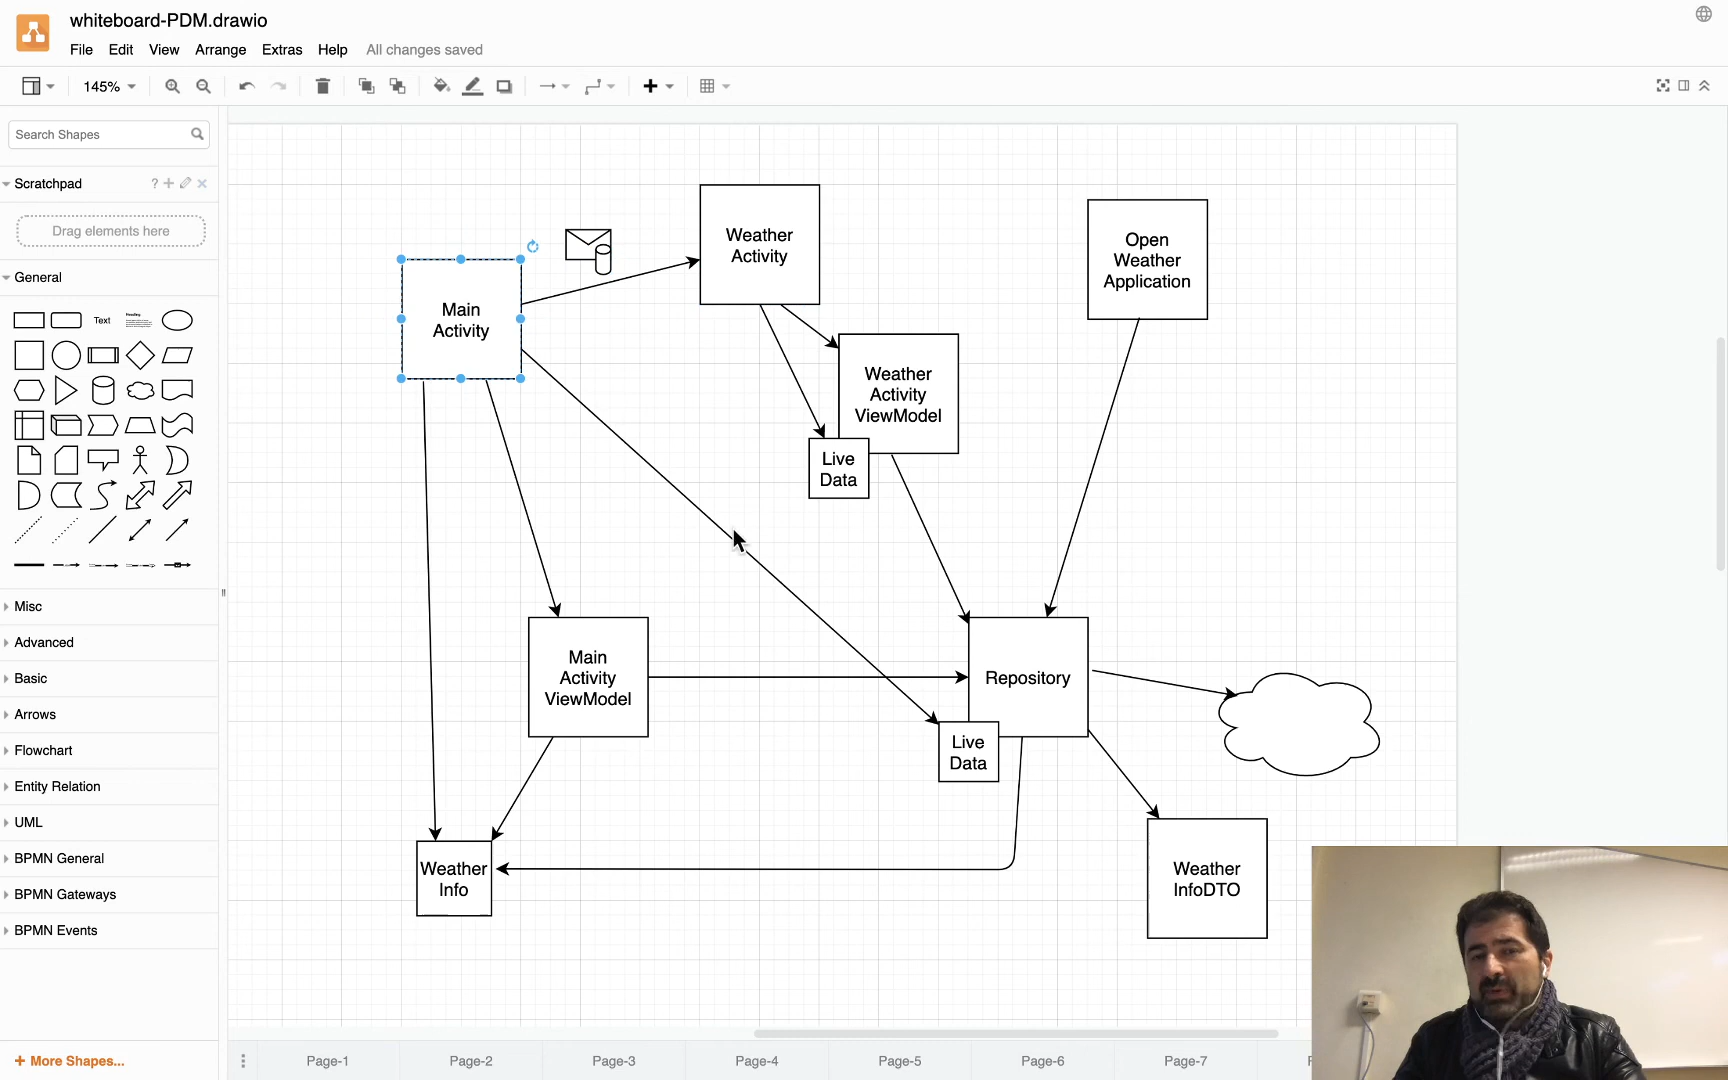 whiteboard-PDM.drawio
File Edit View Arrange Extras Help All changes saved
145%
Search Shapes
Scratchpad
?
Drag elements here
General
Text
Misc
Advanced
Basic
Arrows
Flowchart
Entity Relation
UML
BPMN General
BPMN Gateways
BPMN Events
+ More Shapes...
Main
Activity
Weather
Activity
Open
Weather
Application
Weather
Activity
ViewModel
Live
Data
Main
Activity
ViewModel
Repository
Live
Data
Weather
Info
Weather
InfoDTO
Page-1 Page-2 Page-3 Page-4 Page-5 Page-6 Page-7